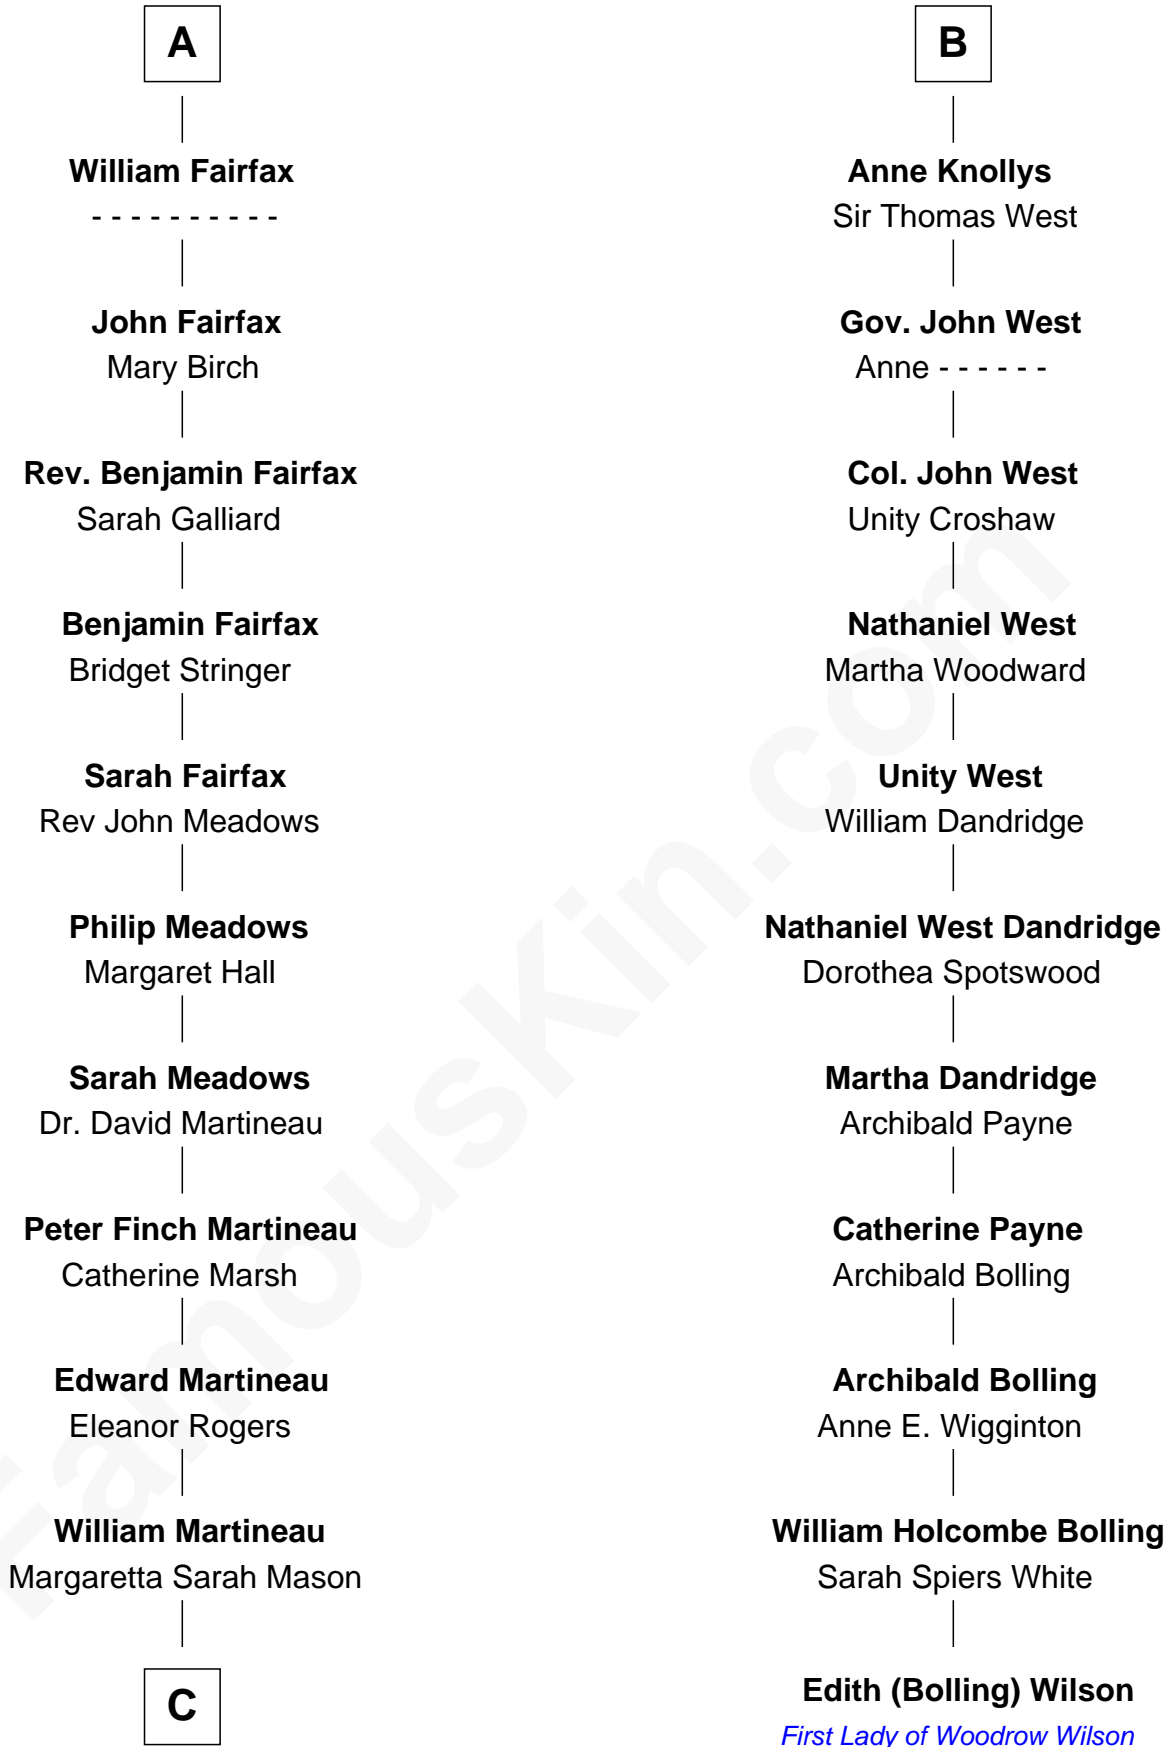 A
William Fairfax
- - - - - - - - - -
John Fairfax
Mary Birch
Rev. Benjamin Fairfax
Sarah Galliard
Benjamin Fairfax
Bridget Stringer
Sarah Fairfax
Rev John Meadows
Philip Meadows
Margaret Hall
Sarah Meadows
Dr. David Martineau
Peter Finch Martineau
Catherine Marsh
Edward Martineau
Eleanor Rogers
William Martineau
Margaretta Sarah Mason
C
B
Anne Knollys
Sir Thomas West
Gov. John West
Anne - - - - - -
Col. John West
Unity Croshaw
Nathaniel West
Martha Woodward
Unity West
William Dandridge
Nathaniel West Dandridge
Dorothea Spotswood
Martha Dandridge
Archibald Payne
Catherine Payne
Archibald Bolling
Archibald Bolling
Anne E. Wigginton
William Holcombe Bolling
Sarah Spiers White
Edith (Bolling) Wilson
First Lady of Woodrow Wilson
FamousKin.com